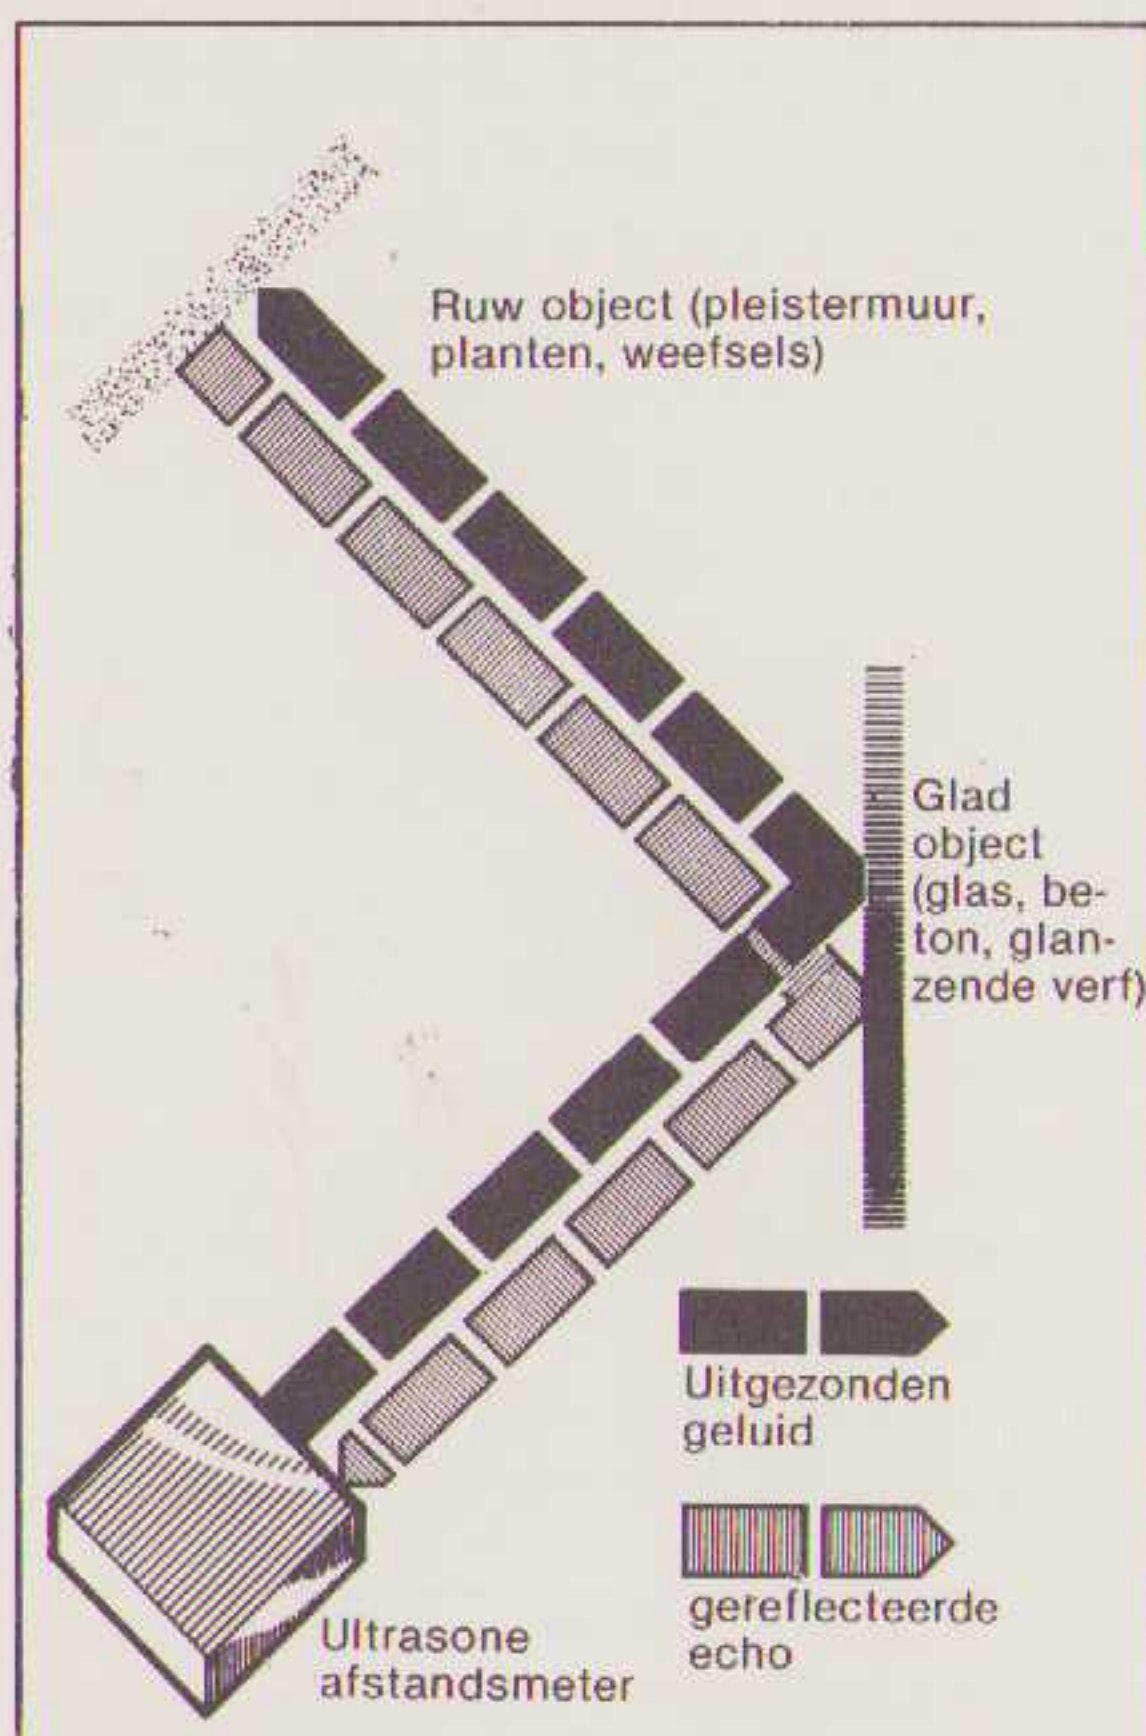 Ruw object (pleistermuur,
planten, weefsels)
Glad
object
(glas, be-
ton, glan-
zende verf)
Uitgezonden
geluid
gereflecteerde
echo
Ultrasone
afstandsmeter